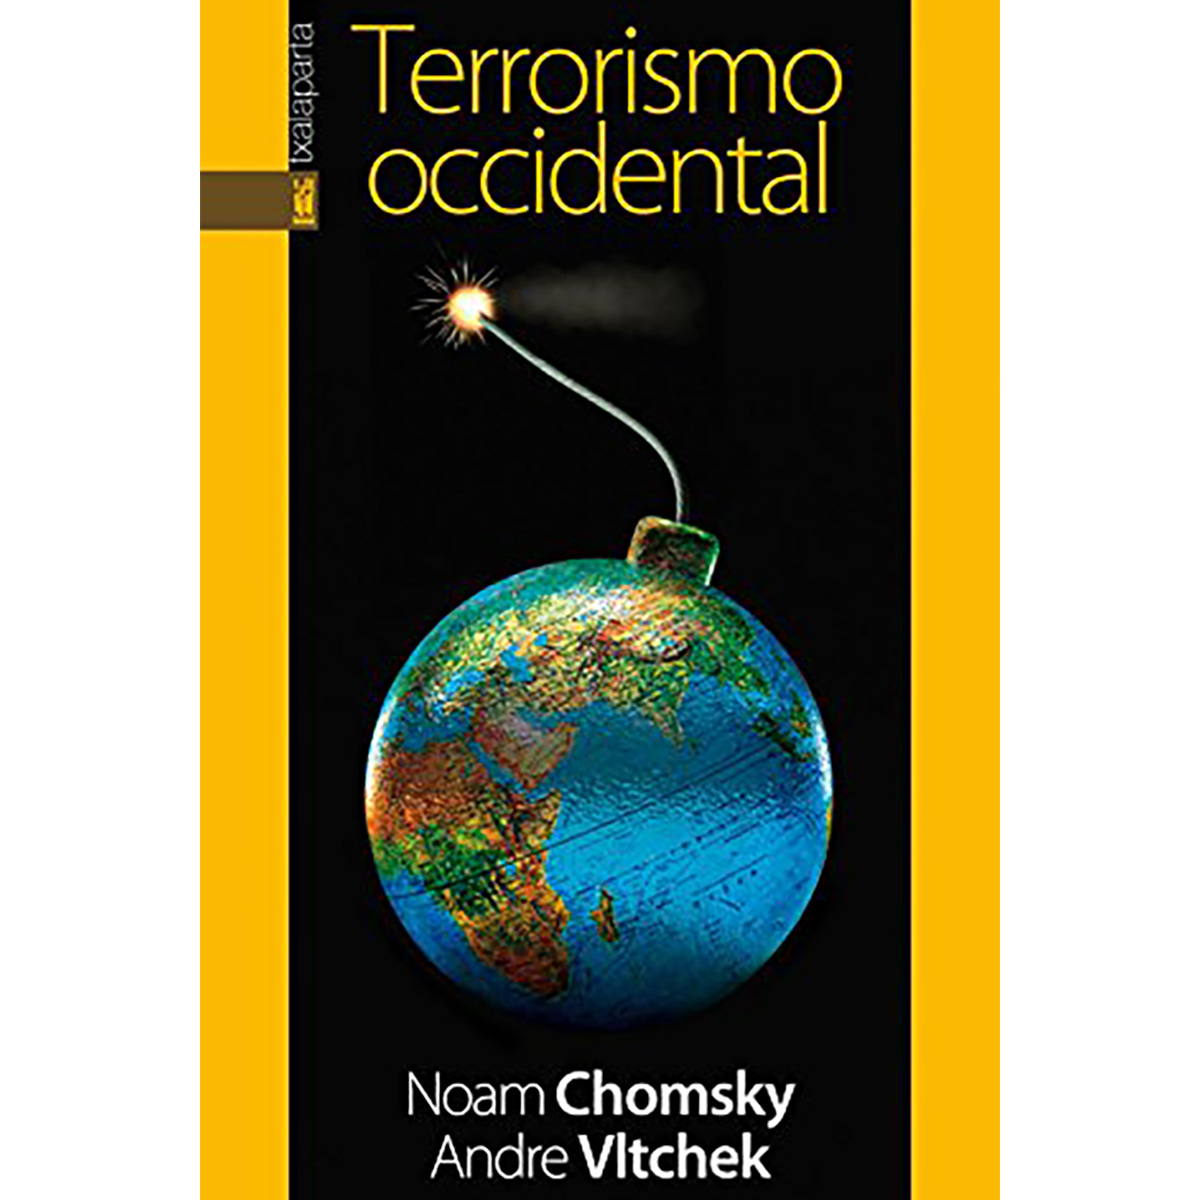 txalaparta
Terrorismo
occidental
Noam Chomsky
Andre Vltchek